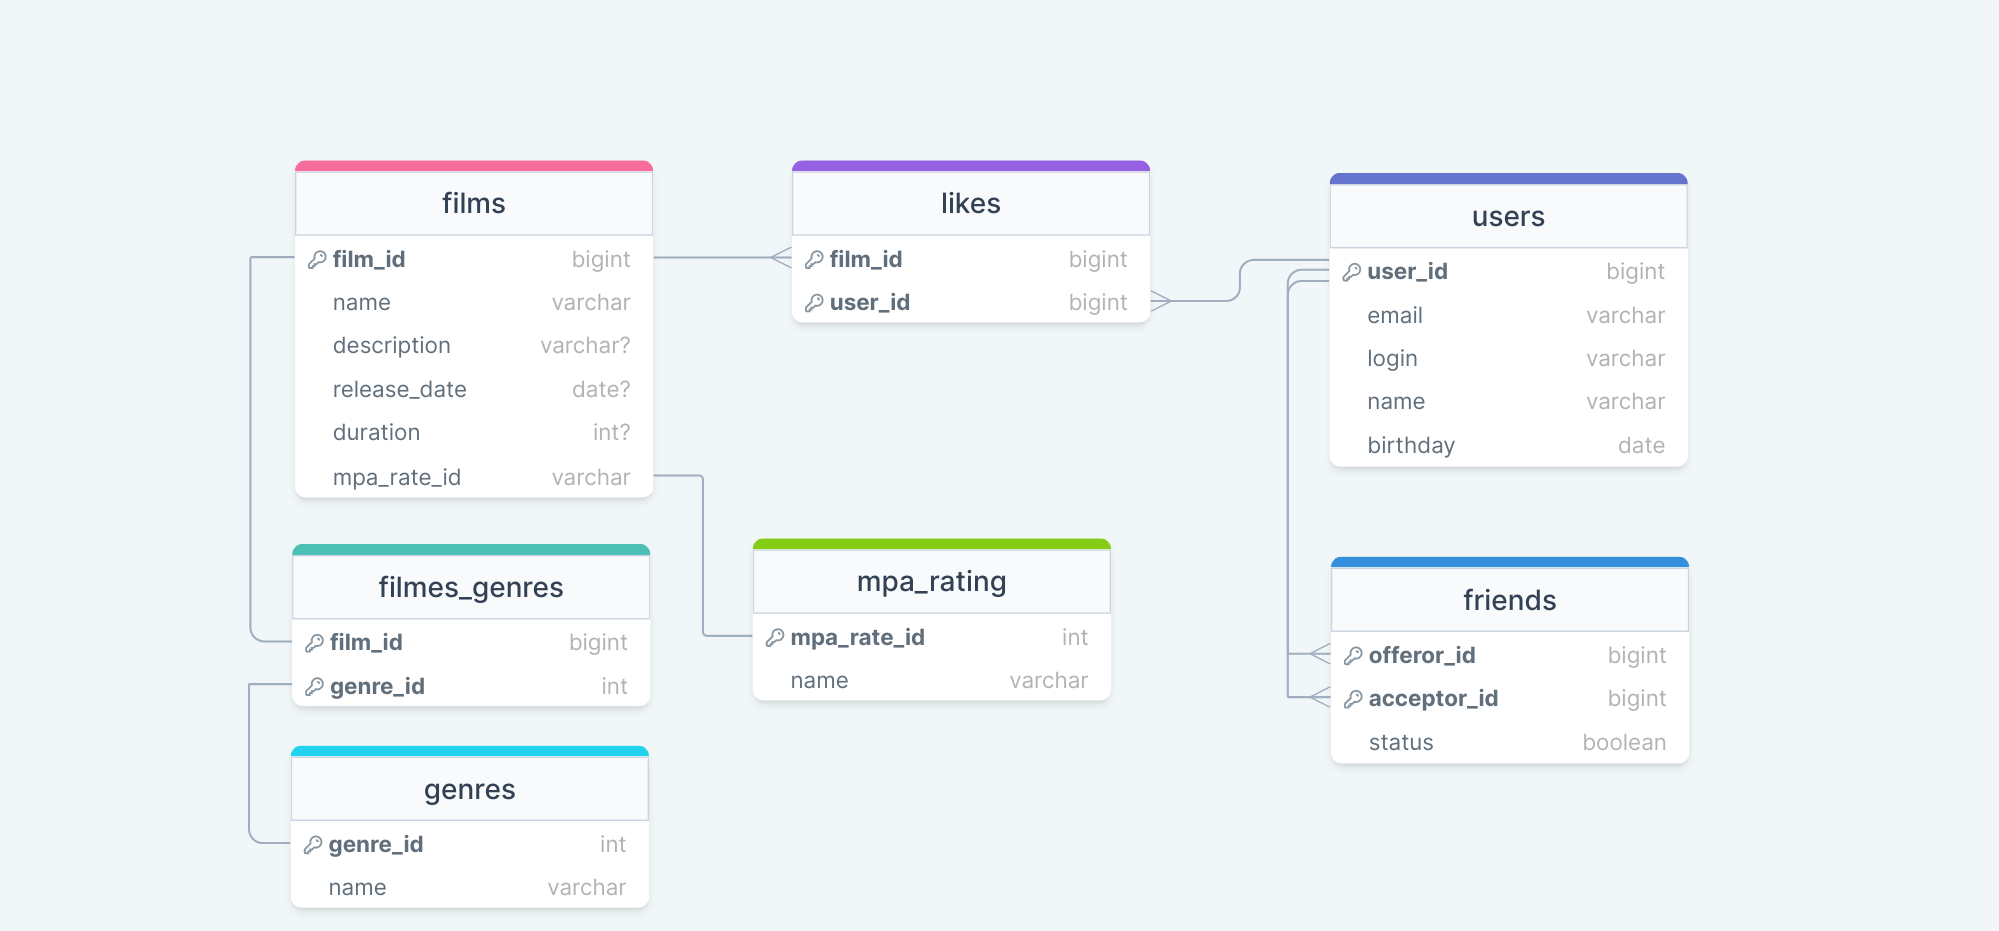 films
film_id bigint
name varchar
description varchar?
release_date date?
duration int?
mpa_rate_id varchar
likes
film_id bigint
user_id bigint
users
user_id bigint
email varchar
login varchar
name varchar
birthday date
filmes_genres
film_id bigint
genre_id int
mpa_rating
mpa_rate_id int
name varchar
friends
offeror_id bigint
acceptor_id bigint
status boolean
genres
genre_id int
name varchar